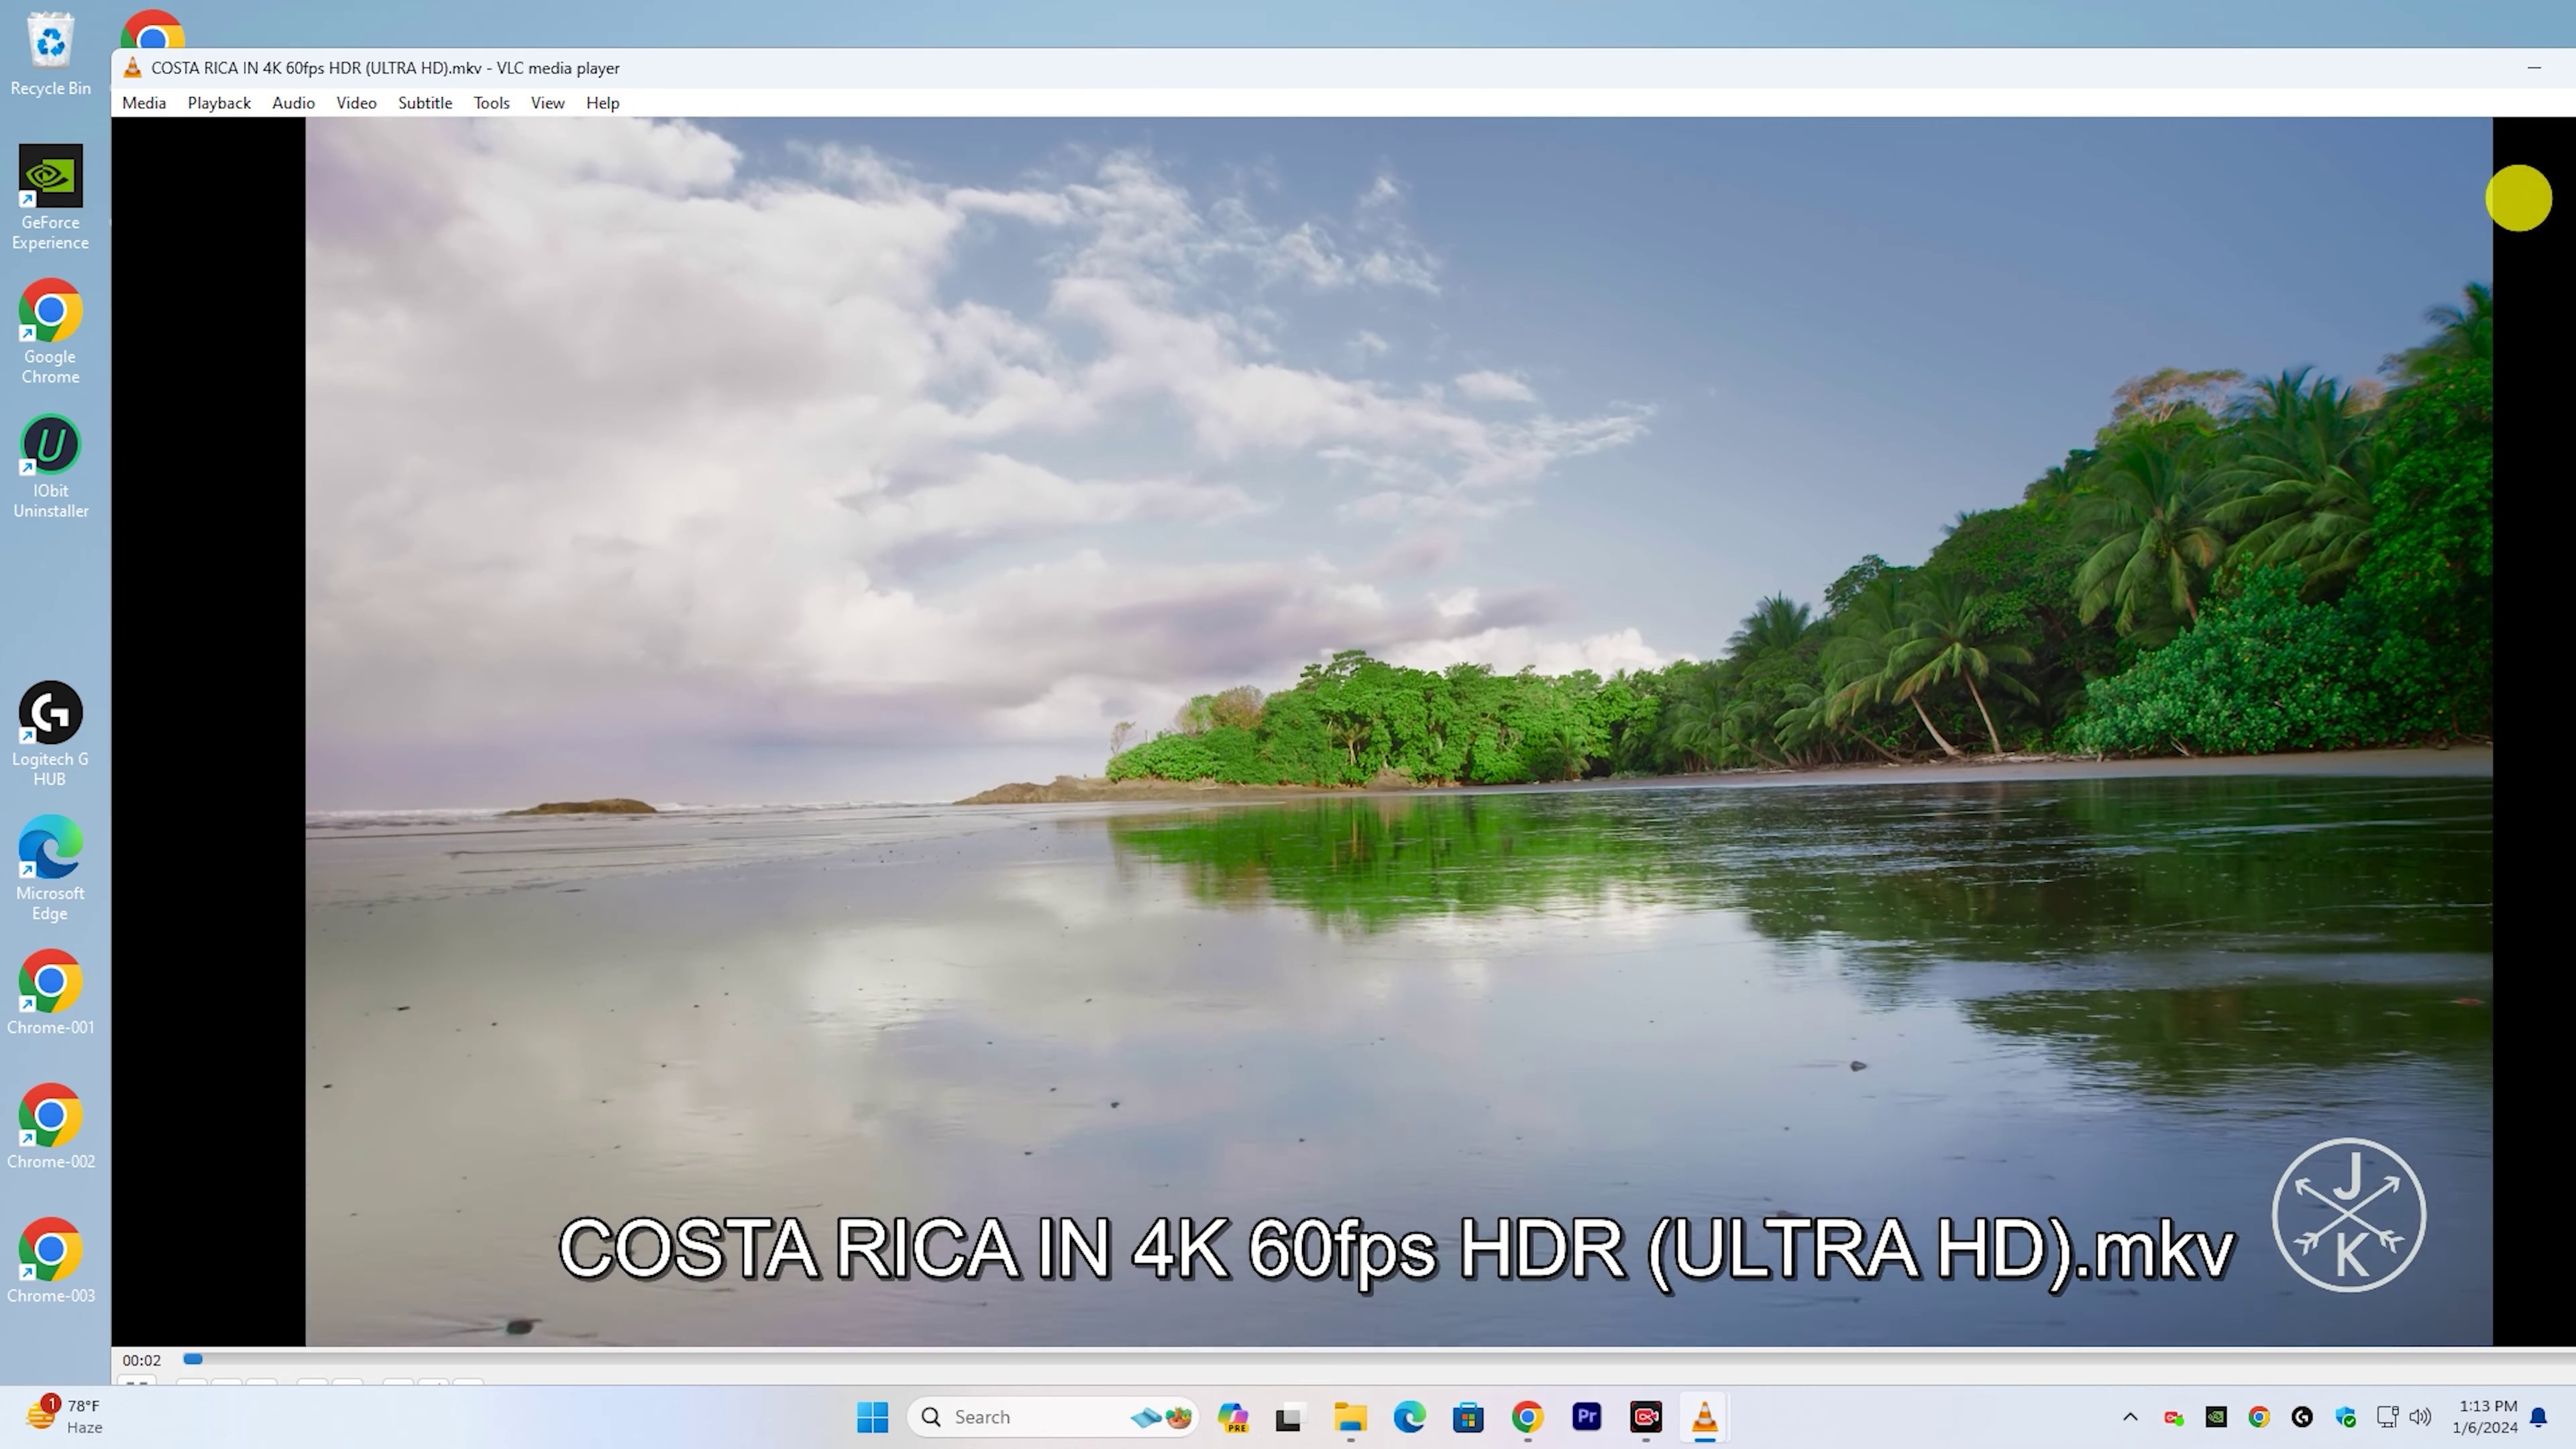 Recycle Bin
GeForce
Experience
Google
Chrome
IObit
Uninstaller
Logitech G
HUB
Microsoft
Edge
Chrome-001
Chrome-002
Chrome-003
COSTA RICA IN 4K 60fps HDR (ULTRA HD).mkv - VLC media player
Media Playback Audio Video Subtitle Tools View Help
J
K
COSTA RICA IN 4K 60fps HDR (ULTRA HD).mkv
00:02
1
78°F
Haze
Search
PRE
Pr
1:13 PM
1/6/2024